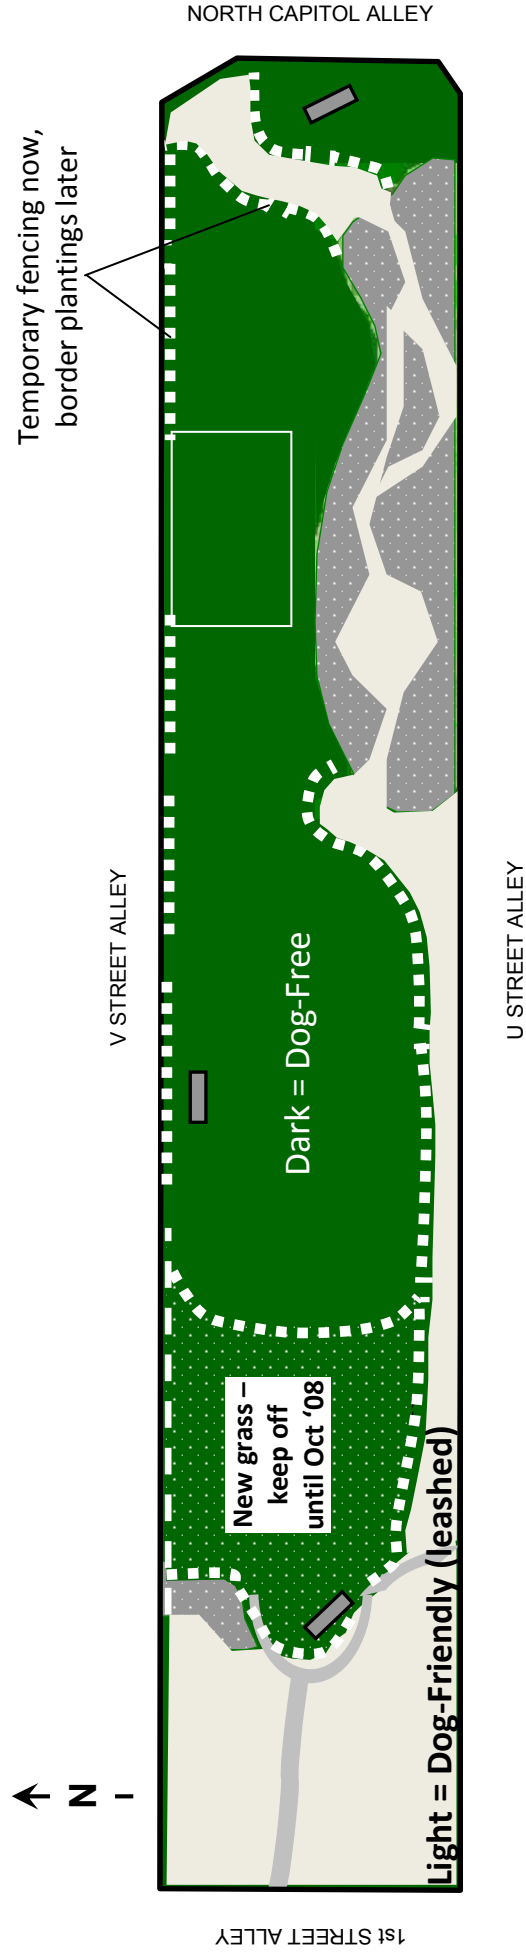 NORTH CAPITOL ALLEY
Temporary fencing now,
border plantings later
V STREET ALLEY
U STREET ALLEY
Dark = Dog-Free
New grass –
keep off
until Oct ‘08
Light = Dog-Friendly (leashed)
N
1st STREET ALLEY